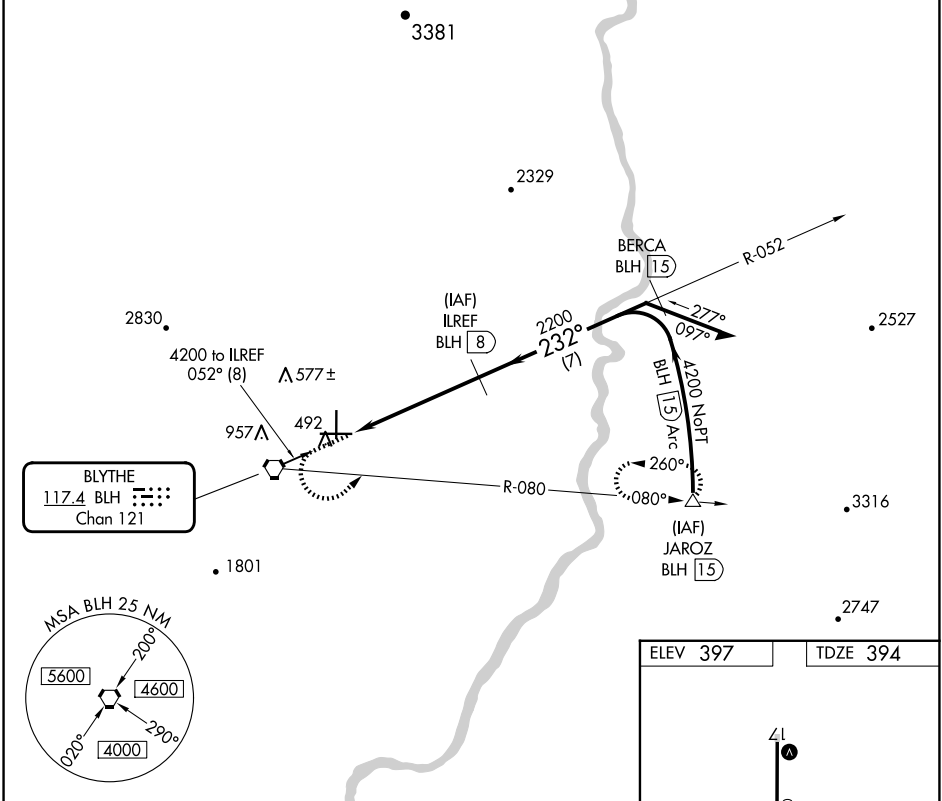 3381
2329
BERCA
BLH 15
R-052
(IAF)
ILREF
BLH 8
2200
232°
(7)
277°
097°
2830
2527
4200 to ILREF
052° (8)
577±
4200 NoPT
BLH 15 Arc
957
492
BLYTHE
117.4 BLH
Chan 121
R-080
260°
080°
3316
(IAF)
JAROZ
BLH 15
1801
2747
MSA BLH 25 NM
200°
5600
4600
290°
020°
4000
ELEV 397
TDZE 394
17
V